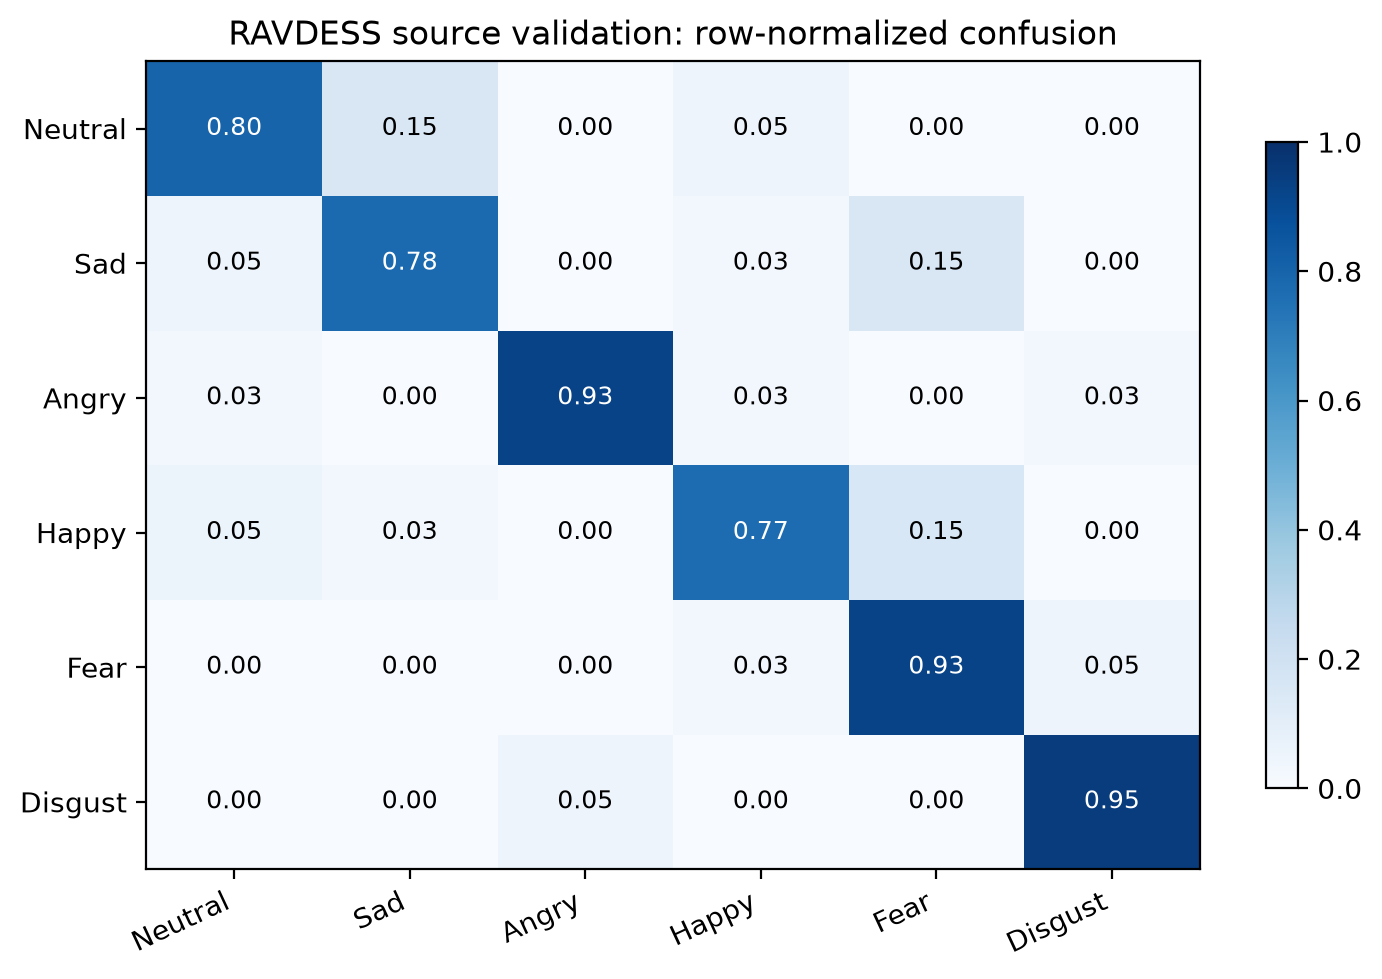 RAVDESS source validation: row-normalized confusion
Neutral 0.80 0.15 0.00 0.05 0.00 0.00
Sad 0.05 0.78 0.00 0.03 0.15 0.00
Angry 0.03 0.00 0.93 0.03 0.00 0.03
Happy 0.05 0.03 0.00 0.77 0.15 0.00
Fear 0.00 0.00 0.00 0.03 0.93 0.05
Disgust 0.00 0.00 0.05 0.00 0.00 0.95
Neutral Sad Angry Happy Fear Disgust
1.0
0.8
0.6
0.4
0.2
0.0